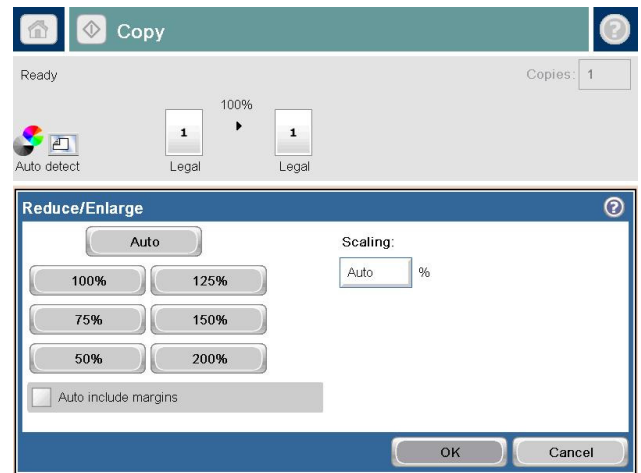 Copy
Ready
Copies: 1
100%
1 1
Auto detect Legal Legal
Reduce/Enlarge
Auto Scaling:
100% 125% Auto %
75% 150%
50% 200%
Auto include margins
OK Cancel